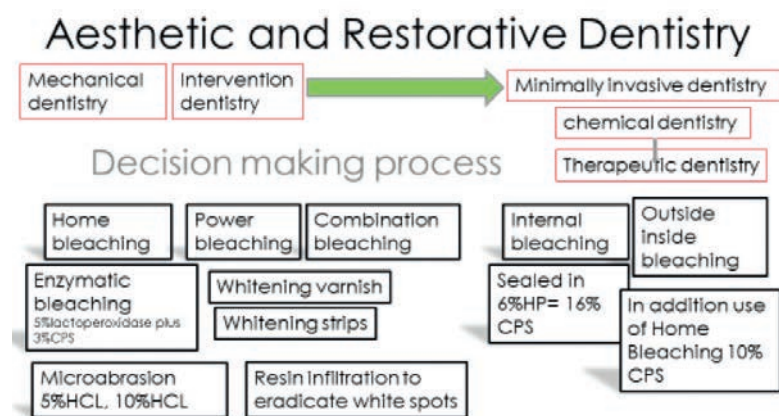 Aesthetic and Restorative Dentistry
Mechanical
dentistry
Intervention
dentistry
Minimally invasive dentistry
chemical dentistry
Therapeutic dentistry
Decision making process
Home
bleaching
Power
bleaching
Combination
bleaching
Internal
bleaching
Outside
inside
bleaching
Enzymatic
bleaching
5%lactoperoxidase plus
3%CPS
Whitening varnish
Whitening strips
Sealed in
6%HP= 16%
CPS
In addition use
of Home
Bleaching 10%
CPS
Microabrasion
5%HCL, 10%HCL
Resin infiltration to
eradicate white spots